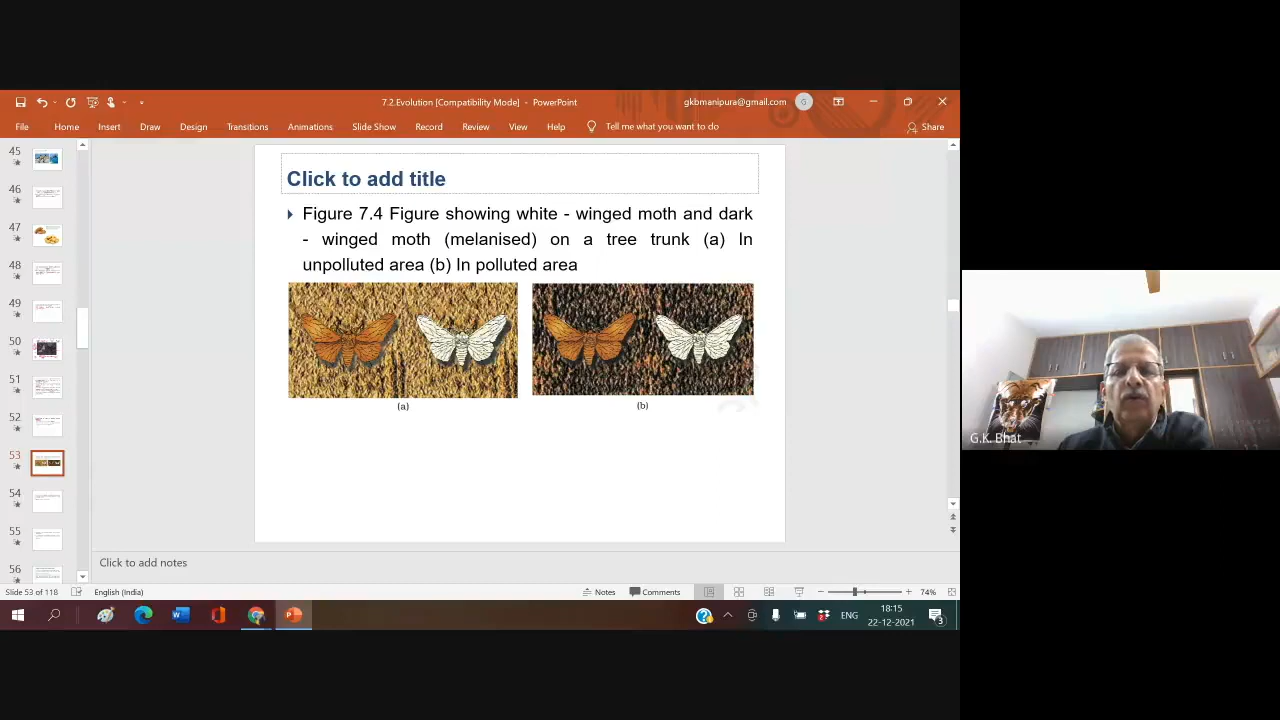 7.2.Evolution [Compatibility Mode] - PowerPoint
gkbmanipura@gmail.com
G
File Home Insert Draw Design Transitions Animations Slide Show Record Review View Help Tell me what you want to do
Share
45
46
47
48
49
50
51
52
53
54
55
56
Click to add title
Figure 7.4 Figure showing white - winged moth and dark
- winged moth (melanised) on a tree trunk (a) In
unpolluted area (b) In polluted area
(a)
(b)
Click to add notes
Slide 53 of 118
English (India)
Notes
Comments
74%
ENG
18:15
22-12-2021
3
G.K. Bhat